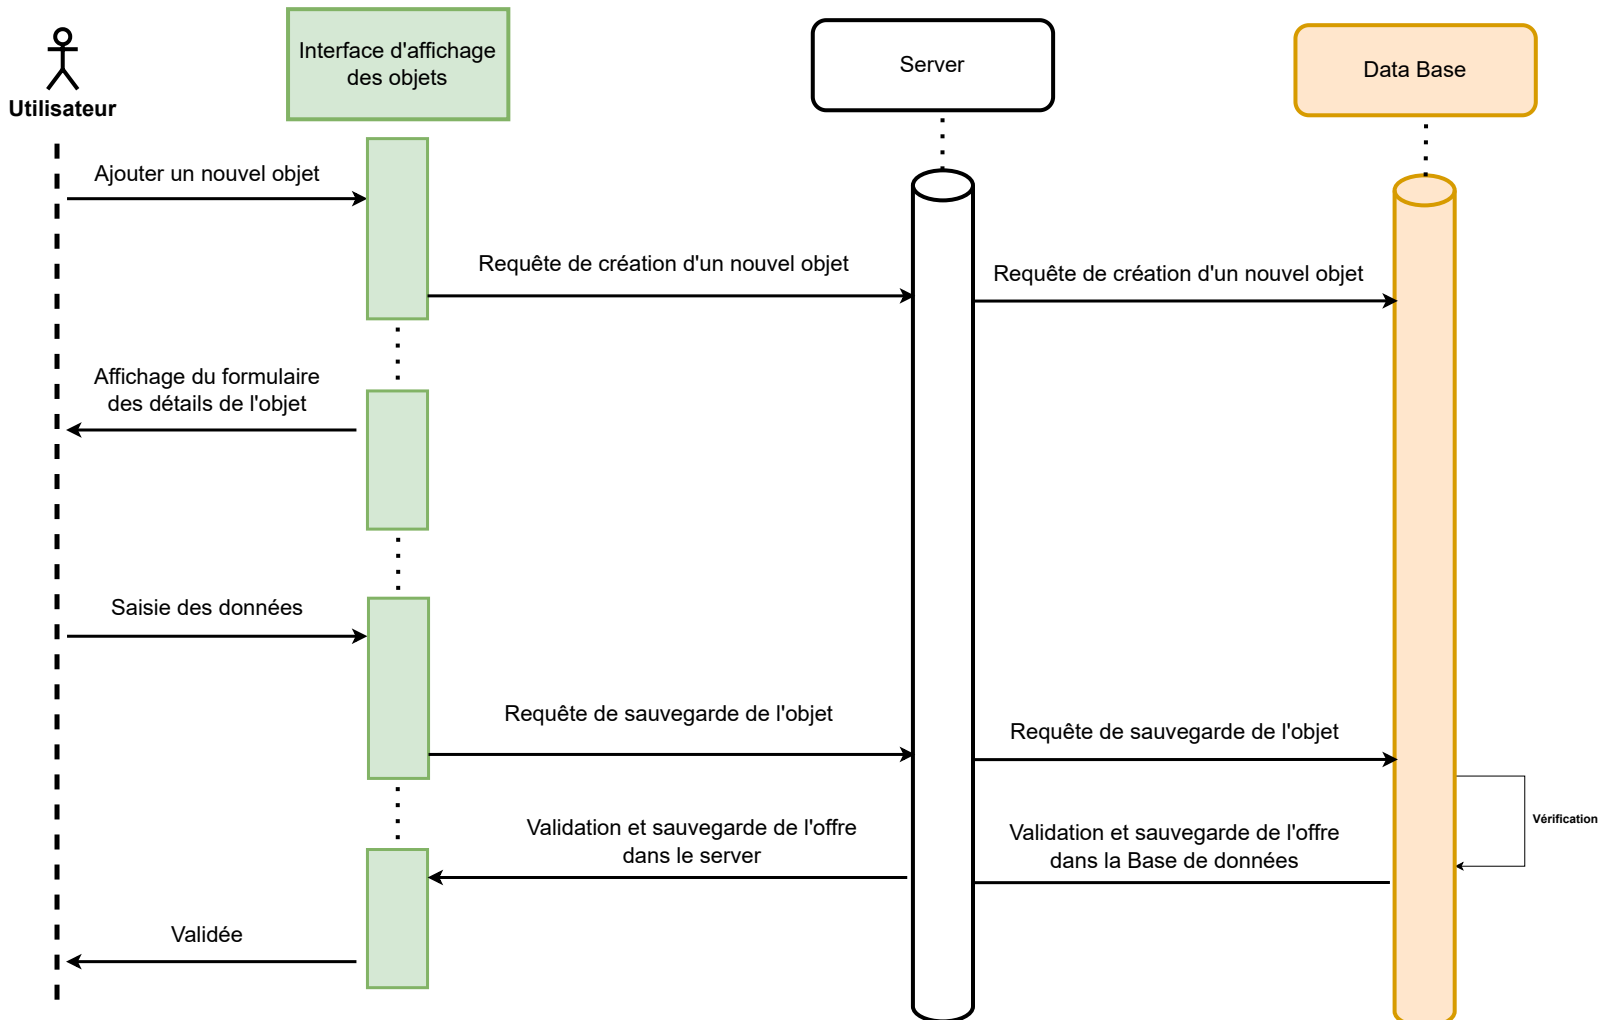 Utilisateur
Interface d'affichage
des objets
Server
Data Base
Ajouter un nouvel objet
Requête de création d'un nouvel objet
Requête de création d'un nouvel objet
Affichage du formulaire
des détails de l'objet
Saisie des données
Requête de sauvegarde de l'objet
Requête de sauvegarde de l'objet
Vérification
Validation et sauvegarde de l'offre
dans le server
Validation et sauvegarde de l'offre
dans la Base de données
Validée